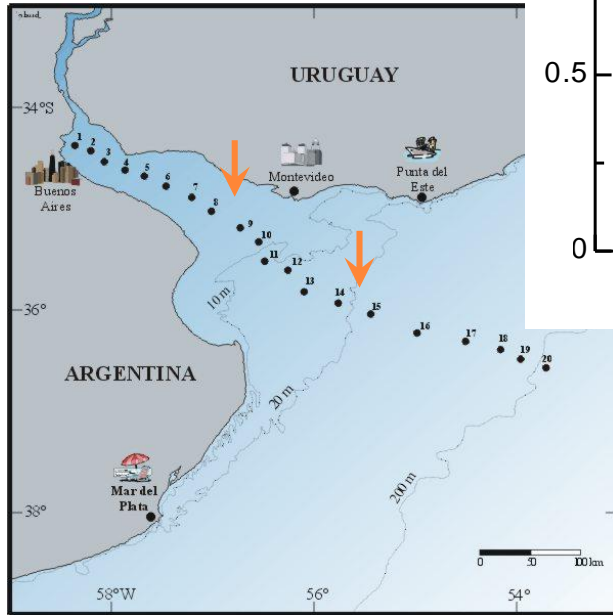 URUGUAY
34°S
0.5
1
2
3
4
5
6
7
8
9
10
11
12
13
14
15
16
17
18
19
20
Buenos
Aires
Montevideo
Punta del
Este
10 m
0
36°
ARGENTINA
20 m
200 m
Mar del
Plata
38°
0
50
100 km
58°W
56°
54°